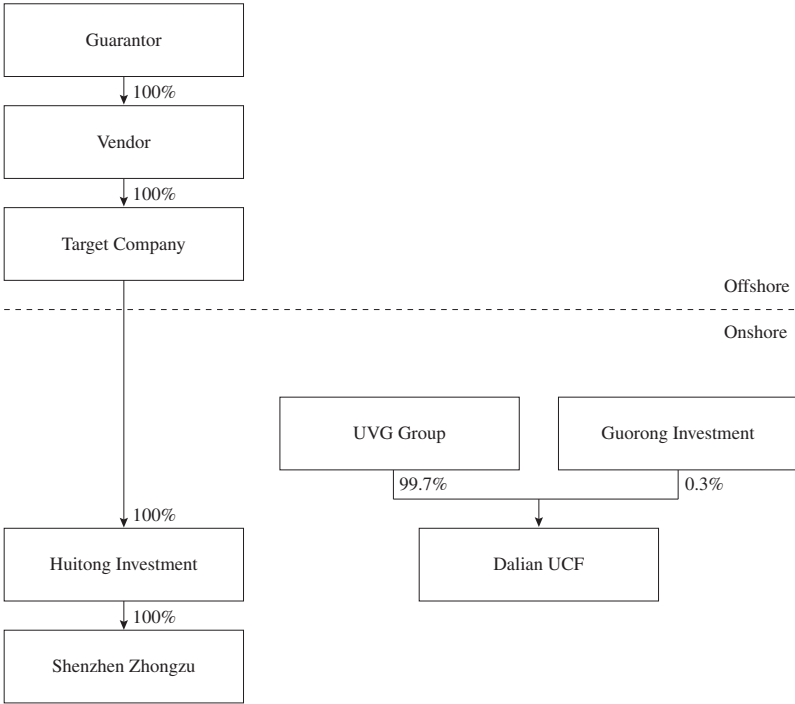 Guarantor
100%
Vendor
100%
Target Company
Offshore
Onshore
UVG Group
Guorong Investment
99.7%
0.3%
100%
Huitong Investment
Dalian UCF
100%
Shenzhen Zhongzu